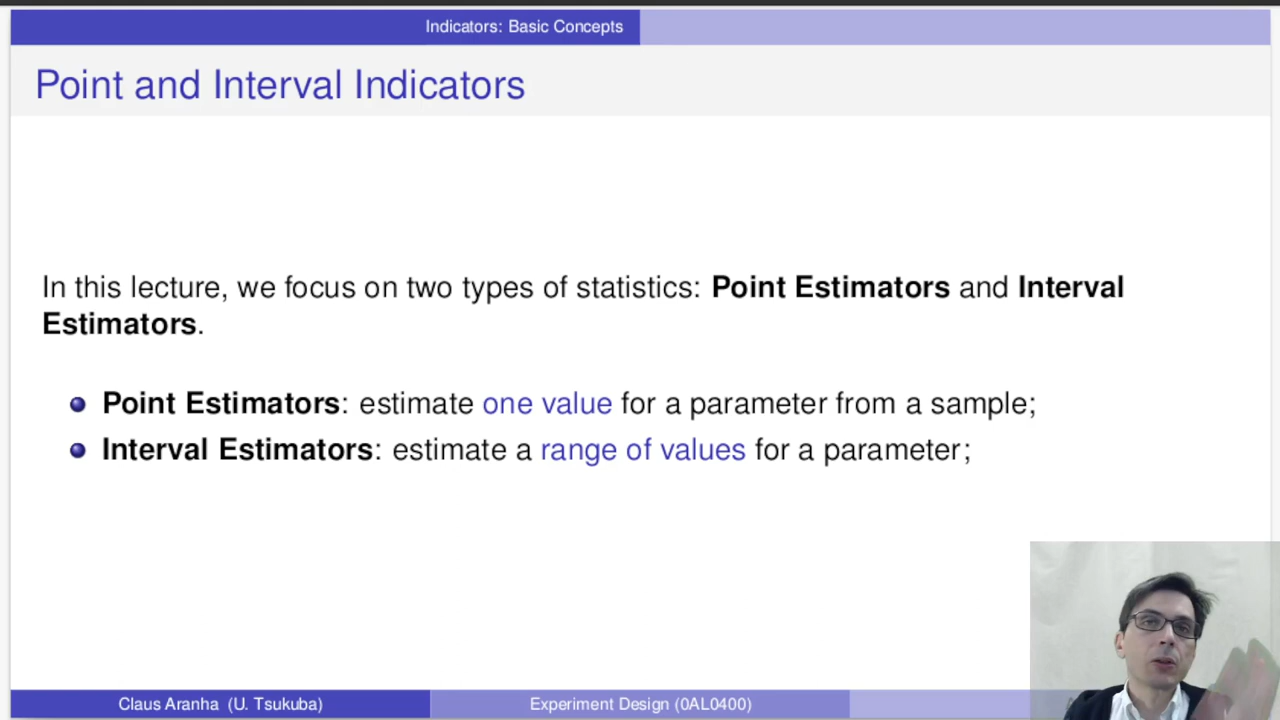 Indicators: Basic Concepts
Point and Interval Indicators
In this lecture, we focus on two types of statistics: Point Estimators and Interval
Estimators.
Point Estimators: estimate one value for a parameter from a sample;
Interval Estimators: estimate a range of values for a parameter;
Claus Aranha (U. Tsukuba)
Experiment Design (0AL0400)